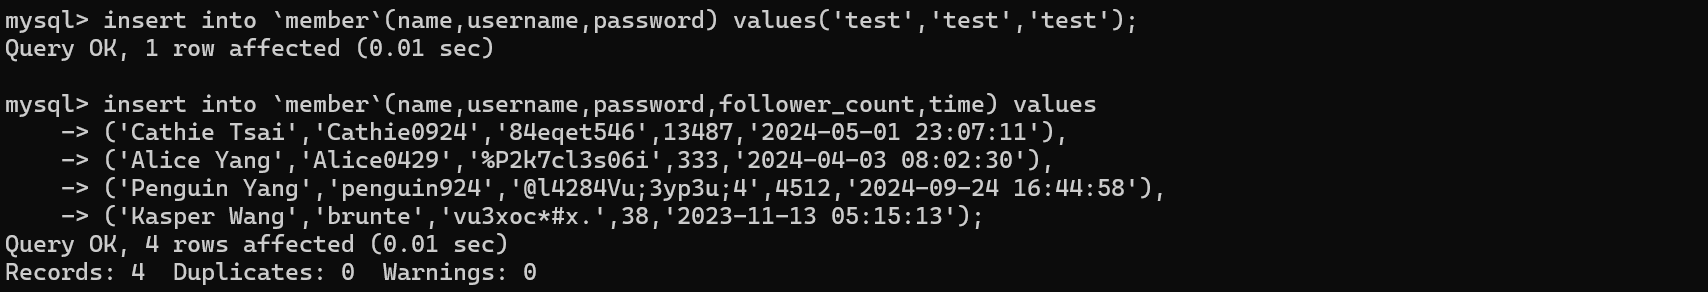 mysql> insert into `member`(name,username,password) values('test','test','test');
Query OK, 1 row affected (0.01 sec)

mysql> insert into `member`(name,username,password,follower_count,time) values
    -> ('Cathie Tsai','Cathie0924','84eqet546',13487,'2024-05-01 23:07:11'),
    -> ('Alice Yang','Alice0429','%P2k7cl3s06i',333,'2024-04-03 08:02:30'),
    -> ('Penguin Yang','penguin924','@l4284Vu;3yp3u;4',4512,'2024-09-24 16:44:58'),
    -> ('Kasper Wang','brunte','vu3xoc*#x.',38,'2023-11-13 05:15:13');
Query OK, 4 rows affected (0.01 sec)
Records: 4  Duplicates: 0  Warnings: 0